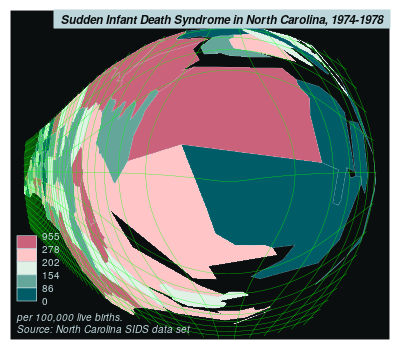 Sudden Infant Death Syndrome in North Carolina, 1974-1978
955
278
202
146
86
0
per 100,000 live births.
Source: North Carolina SIDS data set